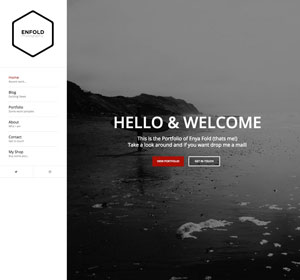 ENFOLD
Home
Blog
Portfolio
About
Contact
My Shop
HELLO & WELCOME
This is the Portfolio of Enya Fold (thats me!)
Take a look around and if you want drop me a mail!
VIEW PORTFOLIO
GET IN TOUCH